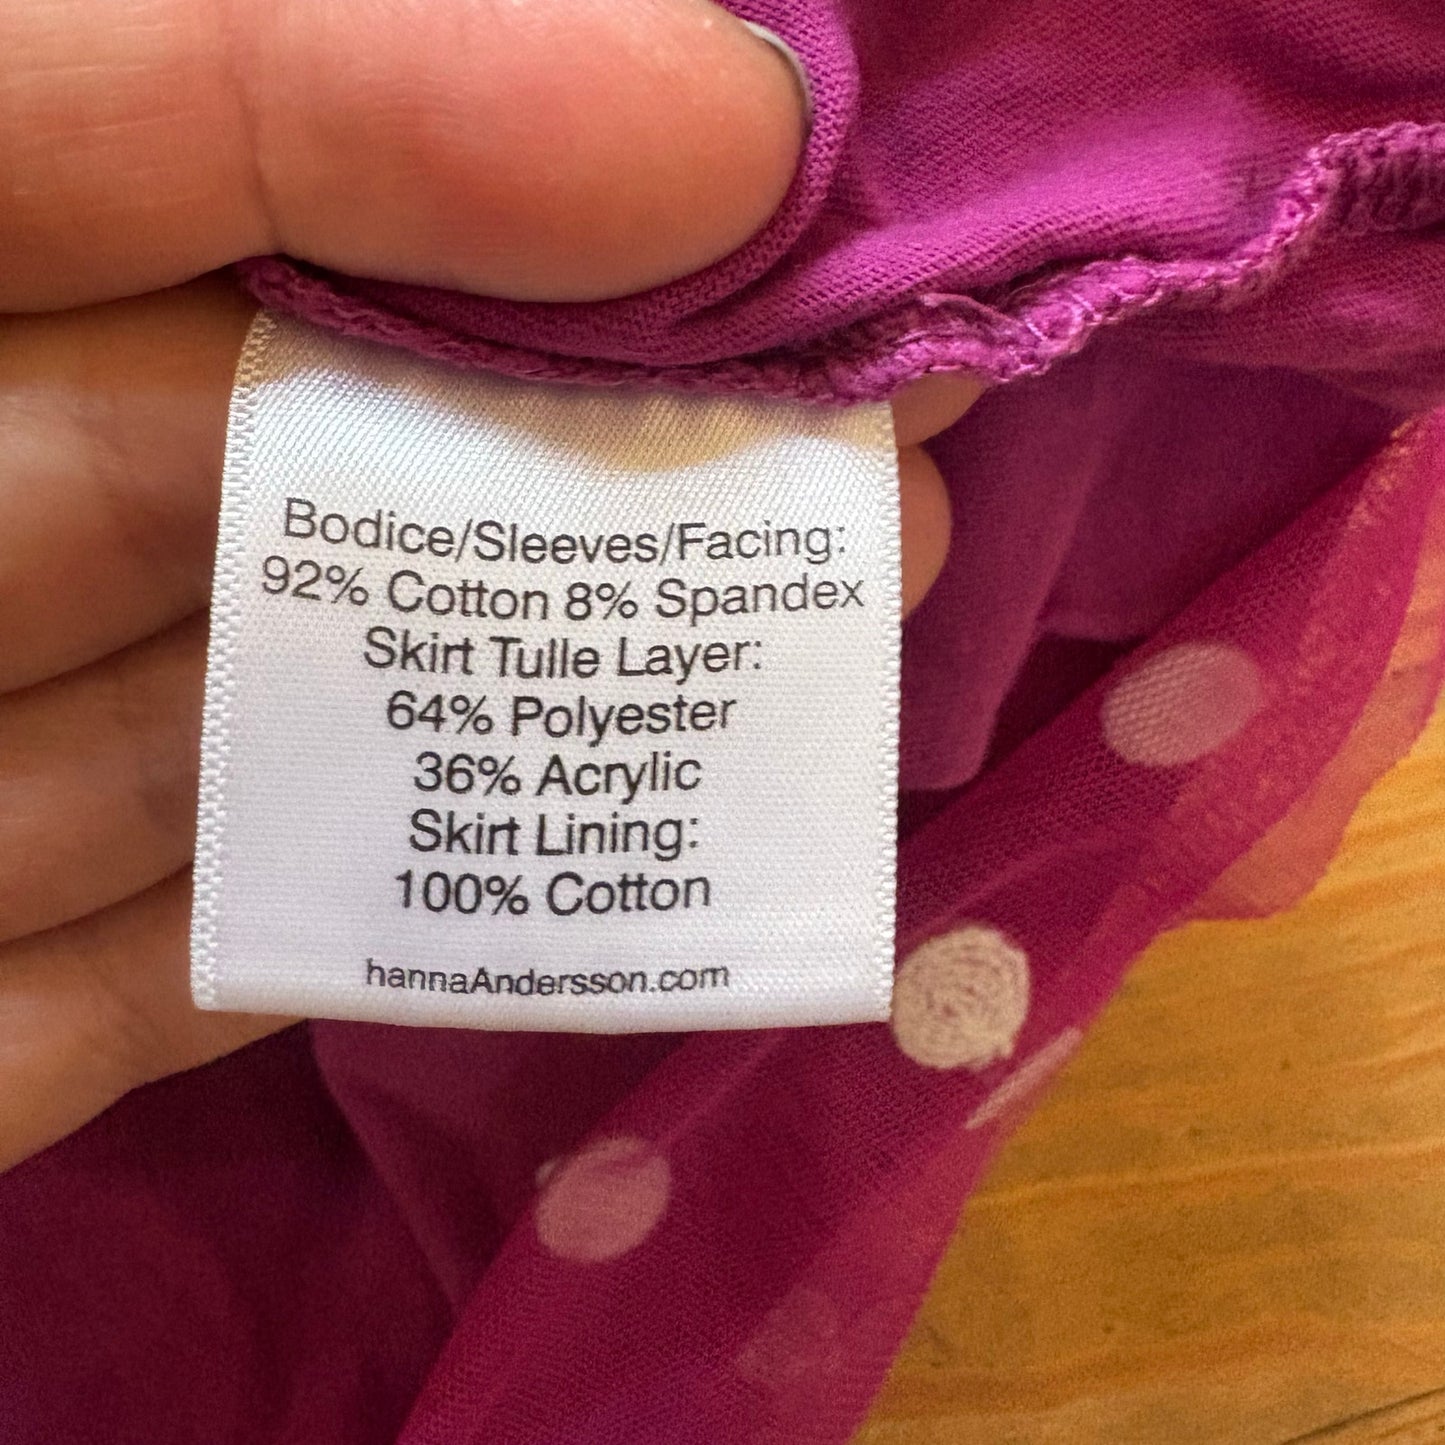 Bodice/Sleeves/Facing:
92% Cotton 8% Spandex
Skirt Tulle Layer:
64% Polyester
36% Acrylic
Skirt Lining:
100% Cotton
hannaAndersson.com